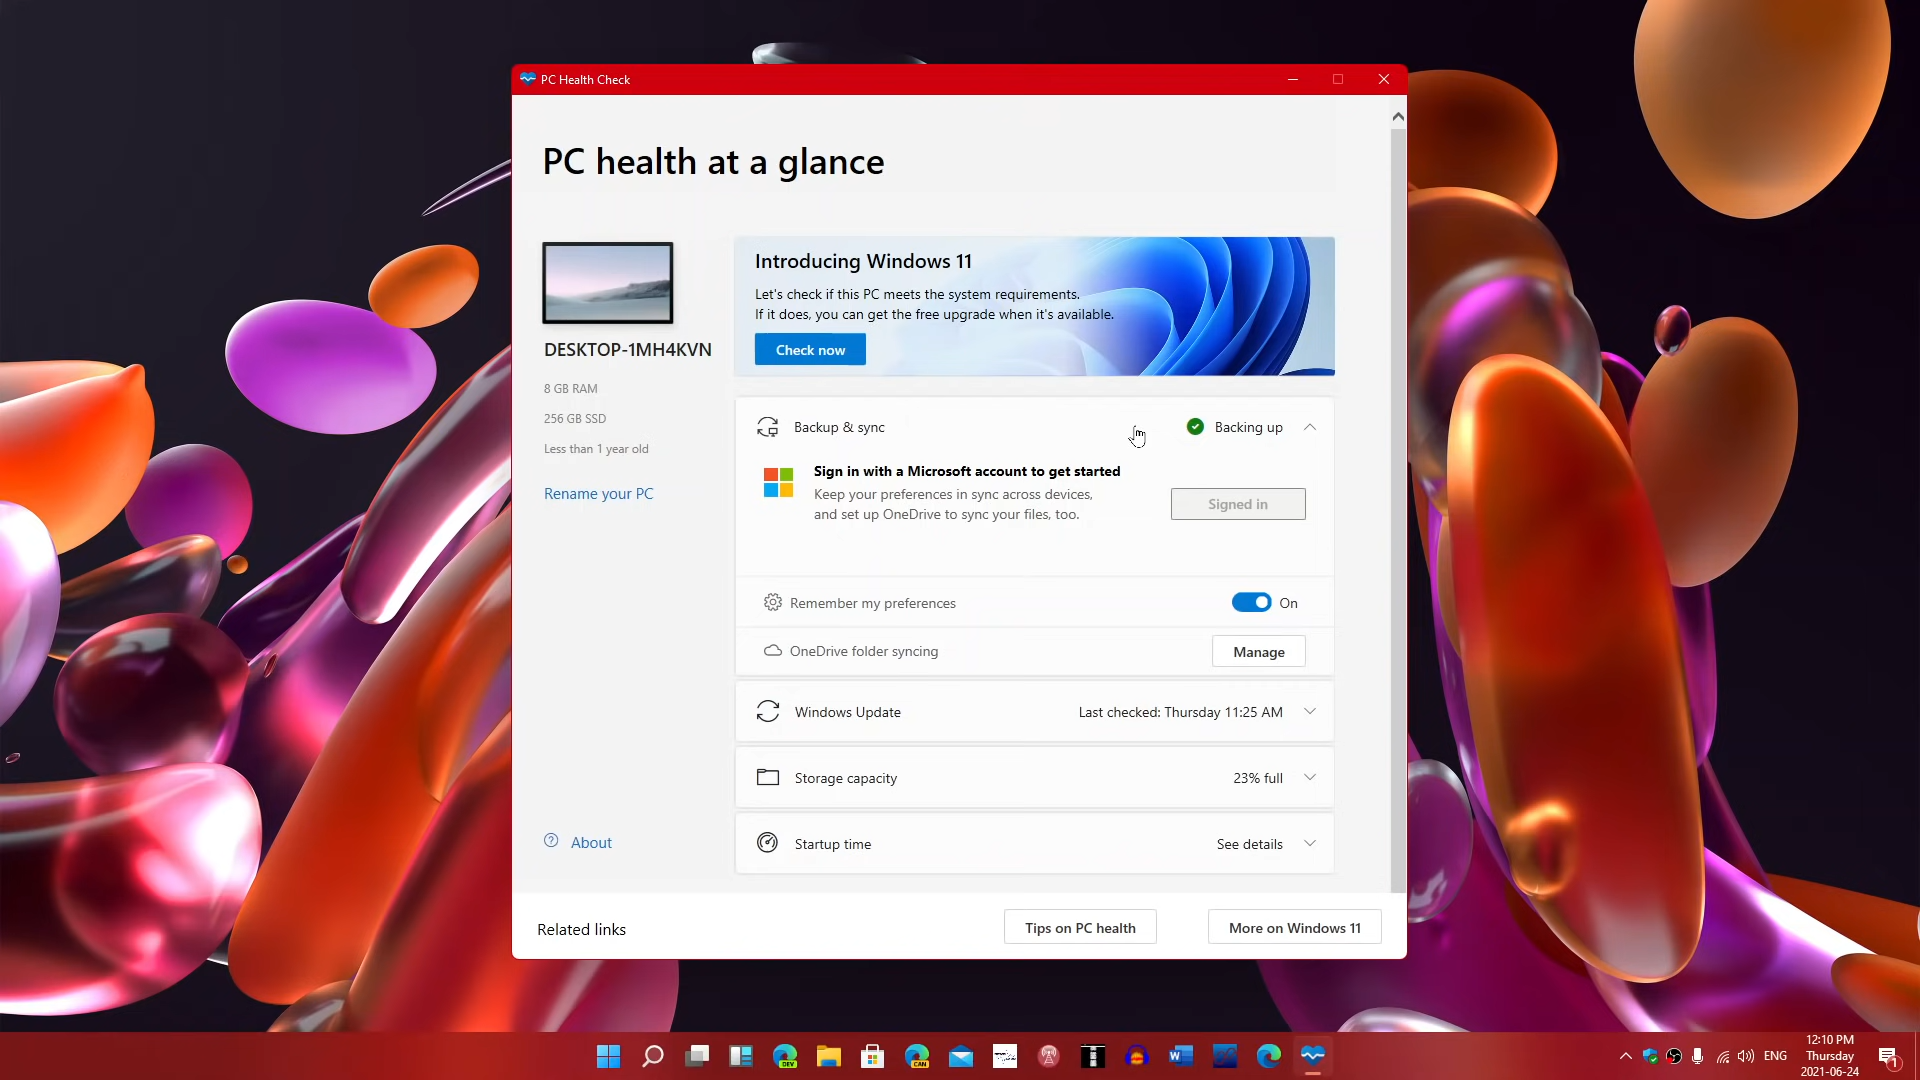 PC Health Check
PC health at a glance
DESKTOP-1MH4KVN
8 GB RAM
256 GB SSD
Less than 1 year old
Rename your PC
About
Introducing Windows 11
Let's check if this PC meets the system requirements.
If it does, you can get the free upgrade when it's available.
Check now
Backup & sync
Backing up
Sign in with a Microsoft account to get started
Keep your preferences in sync across devices,
and set up OneDrive to sync your files, too.
Signed in
Remember my preferences
On
OneDrive folder syncing
Manage
Windows Update
Last checked: Thursday 11:25 AM
Storage capacity
23% full
Startup time
See details
Related links
Tips on PC health
More on Windows 11
DEV
CAN
ENG
12:10 PM
Thursday
2021-06-24
1